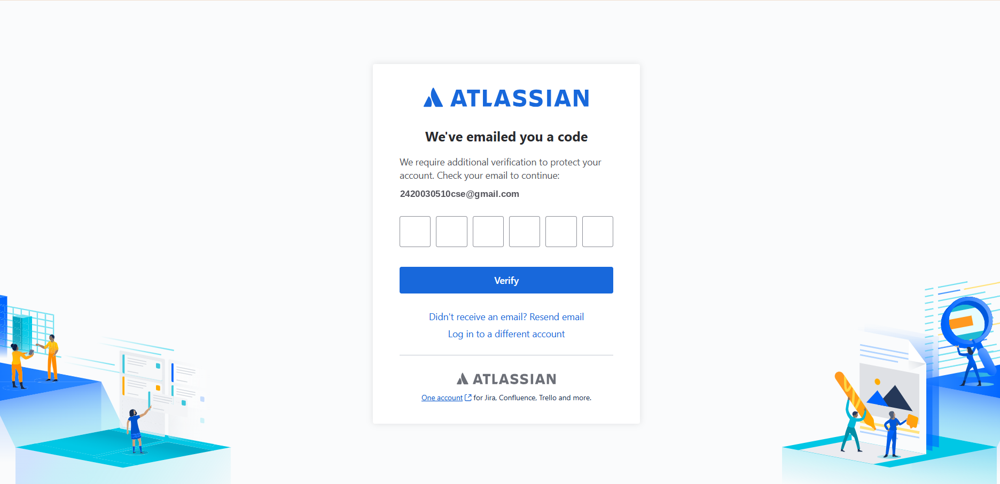 ATLASSIAN
We've emailed you a code
We require additional verification to protect your
account. Check your email to continue:
2420030510cse@gmail.com
Verify
Didn't receive an email? Resend email
Log in to a different account
ATLASSIAN
One account for Jira, Confluence, Trello and more.